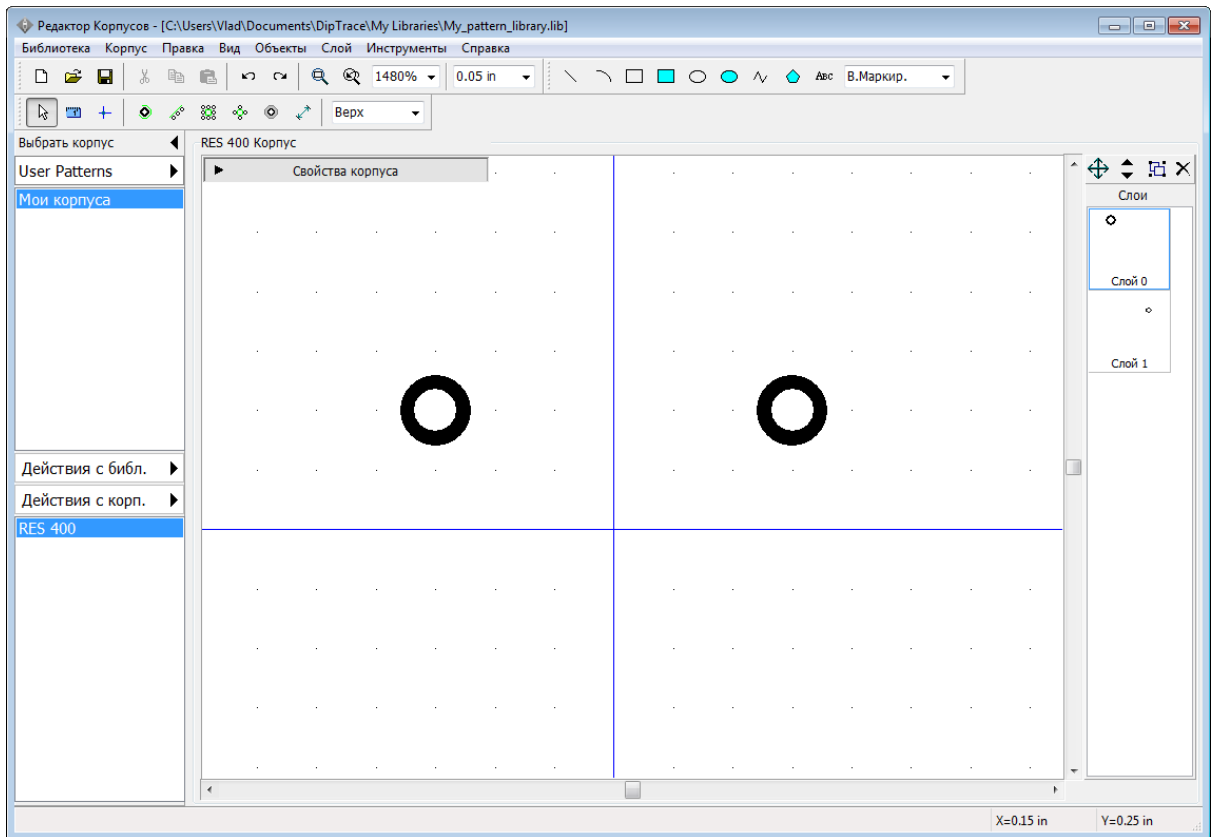 Редактор Корпусов - [C:\Users\Vlad\Documents\DipTrace\My Libraries\My_pattern_library.lib]
Библиотека Корпус Правка Вид Объекты Слой Инструменты Справка
1480% 0.05 in ABC В.Маркир.
Верх
Выбрать корпус RES 400 Корпус
User Patterns Свойства корпуса
Мои корпуса Слои
Слой 0
Слой 1
Действия с библ.
Действия с корп.
RES 400
X=0.15 in Y=0.25 in